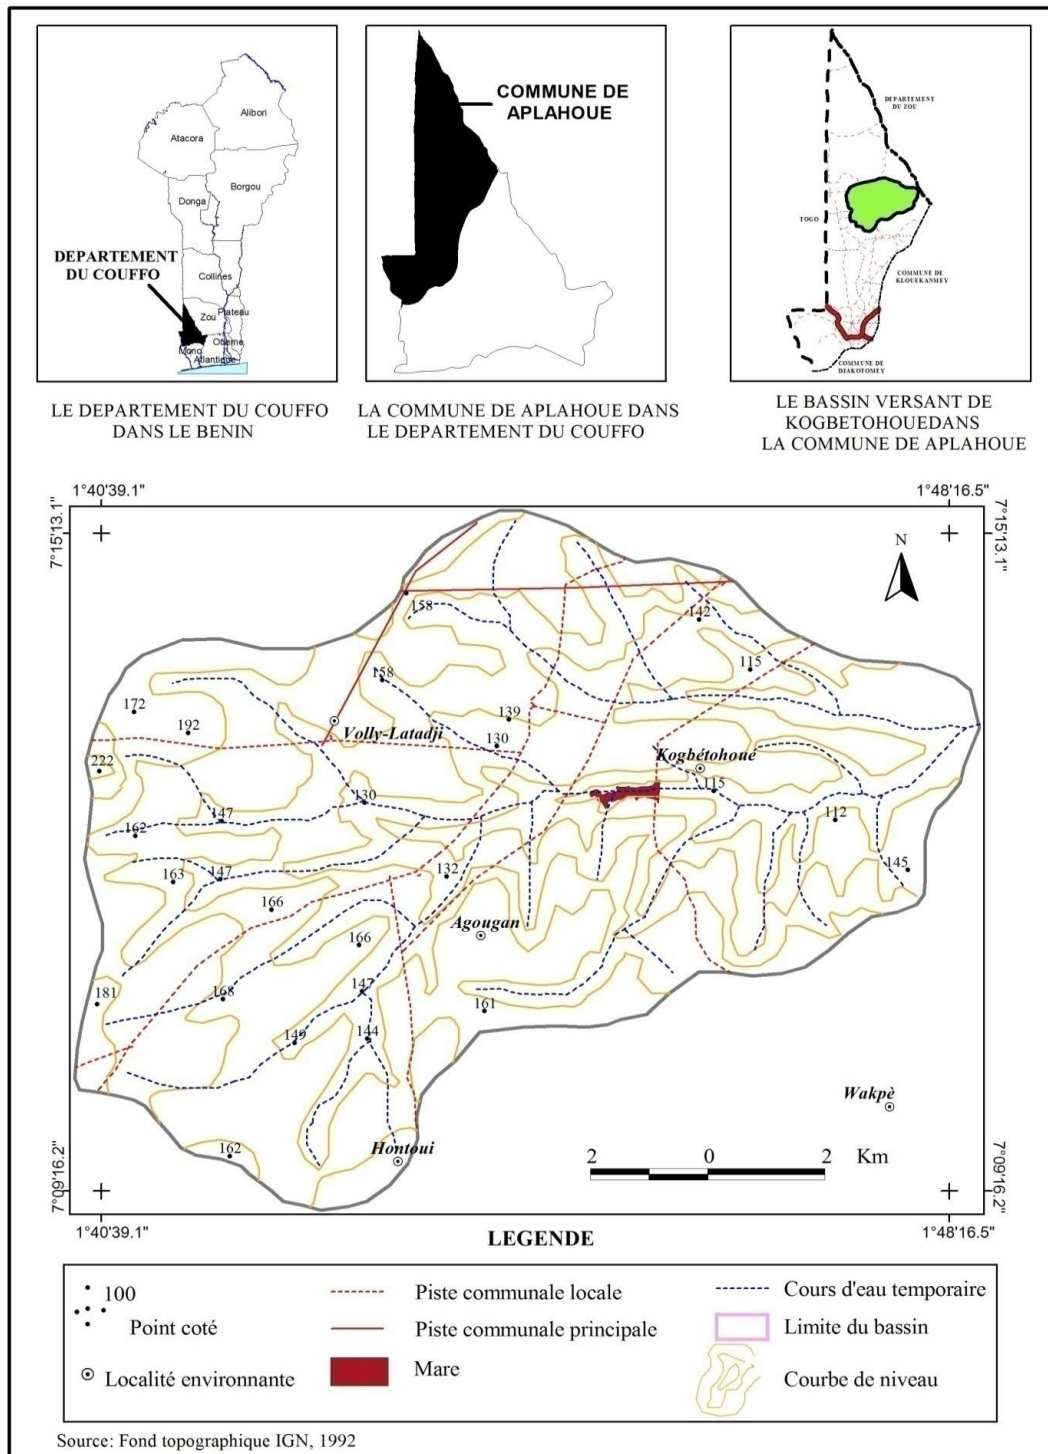 Alibori
Atacora
Borgou
Donga
DEPARTEMENT
DU COUFFO
Collines
Plateau
Zou
Oueme
Mono
Atlantique
COMMUNE DE
APLAHOUE
DEPARTEMENT
DU ZOU
TOGO
COMMUNE DE
KLOUEKANMEY
COMMUNE DE
DJAKOTOMEY
LE DEPARTEMENT DU COUFFO
DANS LE BENIN
LA COMMUNE DE APLAHOUE DANS
LE DEPARTEMENT DU COUFFO
LE BASSIN VERSANT DE
KOGBETOHOUEDANS
LA COMMUNE DE APLAHOUE
1°40'39.1"
1°48'16.5"
7°15'13.1"
7°15'13.1"
N
158
142
158
115
172
139
192
Volly-Latadji
130
Kogbétohoué
222
115
130
147
112
162
132
145
163
147
166
Agougan
166
181
168
147
161
149
144
Wakpè
162
Hontoui
2 0 2 Km
7°09'16.2"
7°09'16.2"
1°40'39.1"
1°48'16.5"
LEGENDE
100
Point coté
Localité environnante
Piste communale locale
Piste communale principale
Mare
Cours d'eau temporaire
Limite du bassin
Courbe de niveau
Source: Fond topographique IGN, 1992